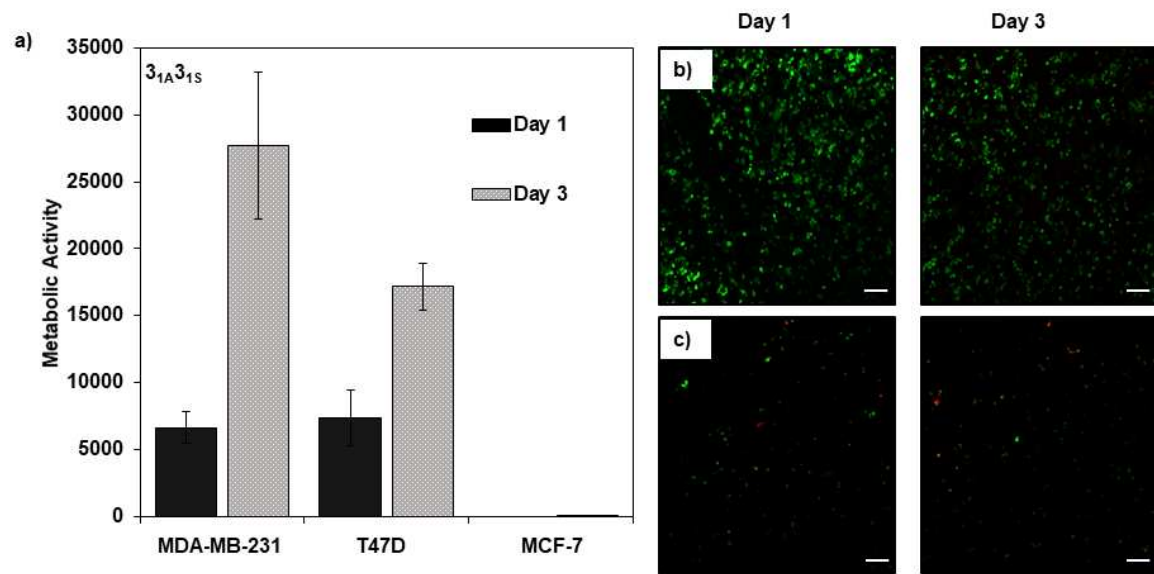 a)
35000
30000
25000
20000
15000
10000
5000
0
Metabolic Activity
3₁ₐ3₁ₛ
Day 1
Day 3
MDA-MB-231
T47D
MCF-7
Day 1
Day 3
b)
c)